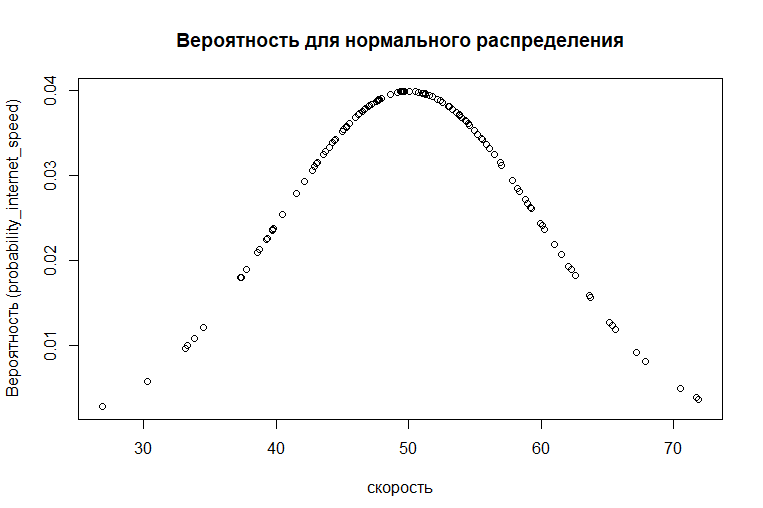 Вероятность для нормального распределения
Вероятность (probability_internet_speed)
0.04
0.03
0.02
0.01
30 40 50 60 70
скорость